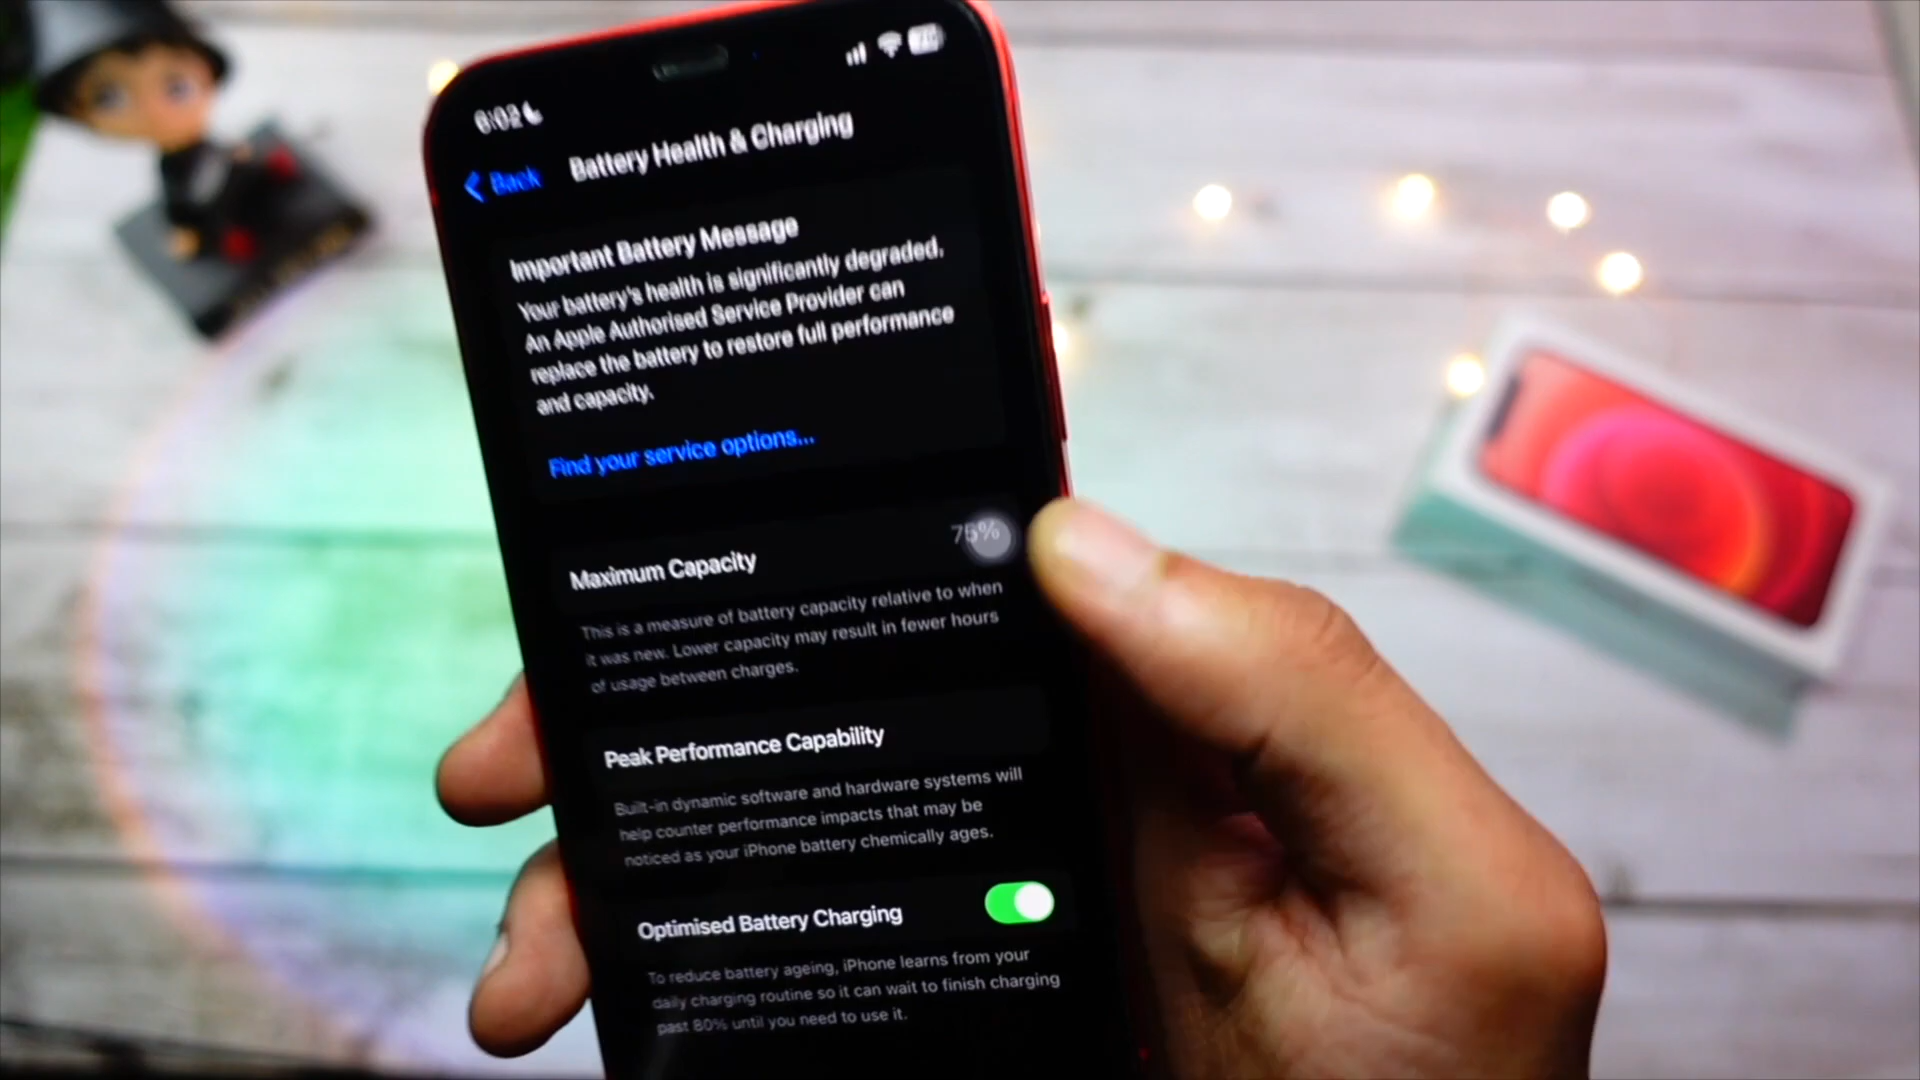 6:02
Back
Battery Health & Charging
Important Battery Message
Your battery's health is significantly degraded.
An Apple Authorised Service Provider can
replace the battery to restore full performance
and capacity.
Find your service options...
Maximum Capacity
This is a measure of battery capacity relative to when
it was new. Lower capacity may result in fewer hours
of usage between charges.
Peak Performance Capability
Built-in dynamic software and hardware systems will
help counter performance impacts that may be
noticed as your iPhone battery chemically ages.
Optimised Battery Charging
To reduce battery ageing, iPhone learns from your
daily charging routine so it can wait to finish charging
past 80% until you need to use it.